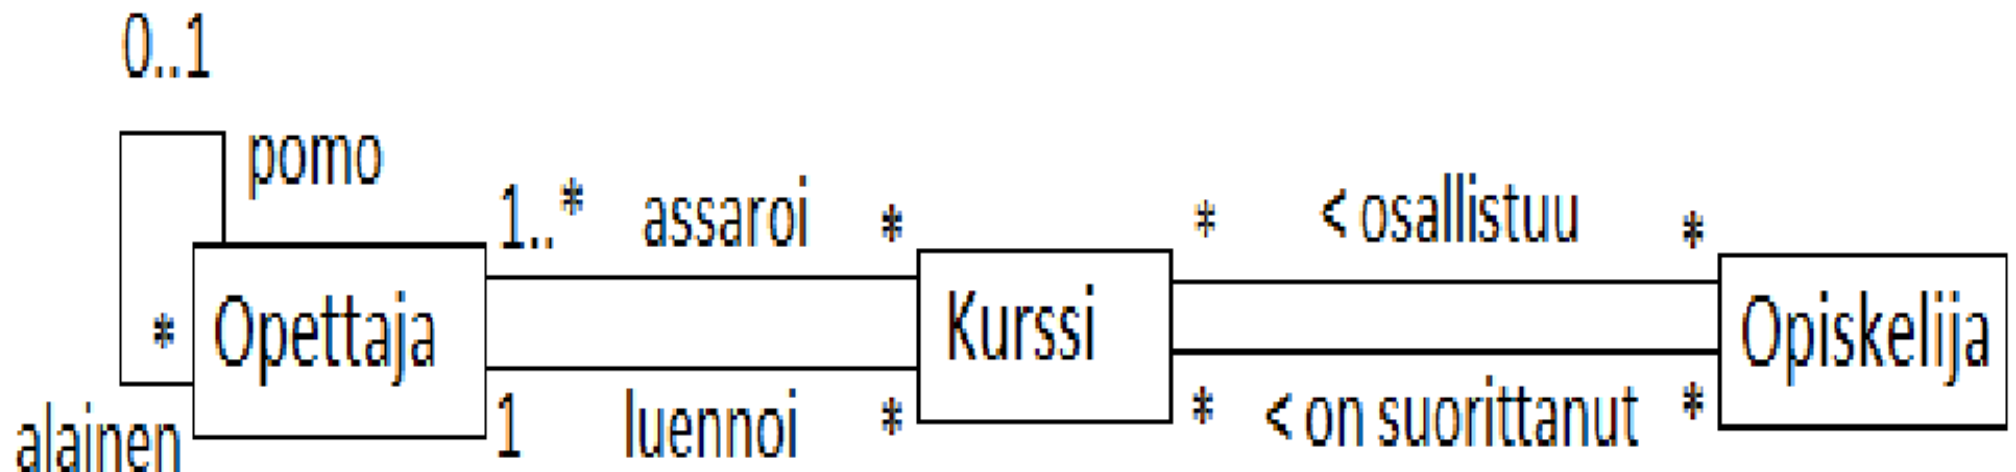 0..1
pomo
1..* assaroi *
* < osallistuu *
* Opettaja
Kurssi
Opiskelija
alainen
1 luennoi *
* < on suorittanut *